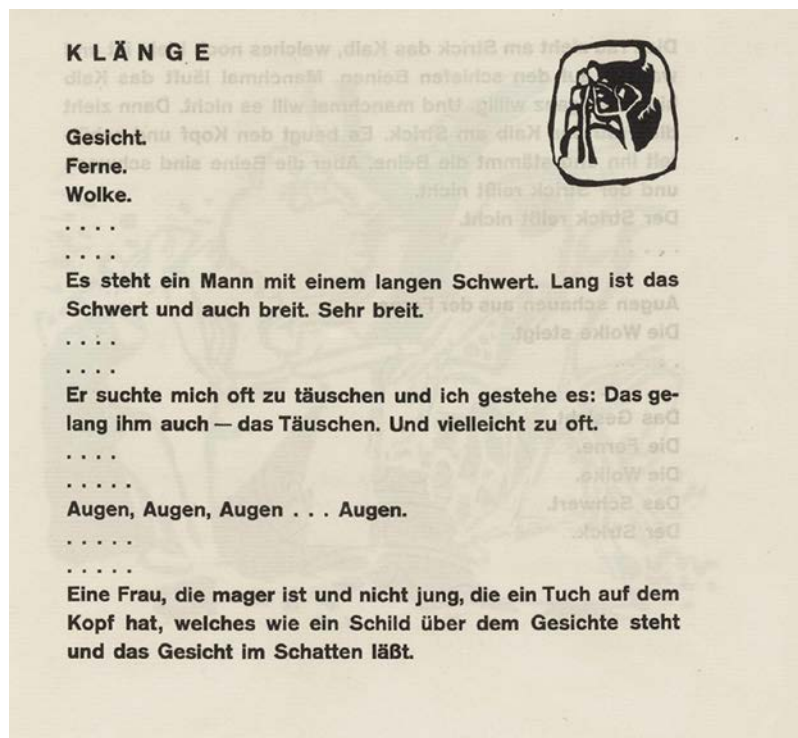 KLÄNGE
Gesicht.
Ferne.
Wolke.
. . . .
. . . .
Es steht ein Mann mit einem langen Schwert. Lang ist das
Schwert und auch breit. Sehr breit.
. . . .
. . . .
Er suchte mich oft zu täuschen und ich gestehe es: Das ge-
lang ihm auch — das Täuschen. Und vielleicht zu oft.
. . . .
. . . . .
Augen, Augen, Augen . . . Augen.
. . . . .
. . . . .
Eine Frau, die mager ist und nicht jung, die ein Tuch auf dem
Kopf hat, welches wie ein Schild über dem Gesichte steht
und das Gesicht im Schatten läßt.